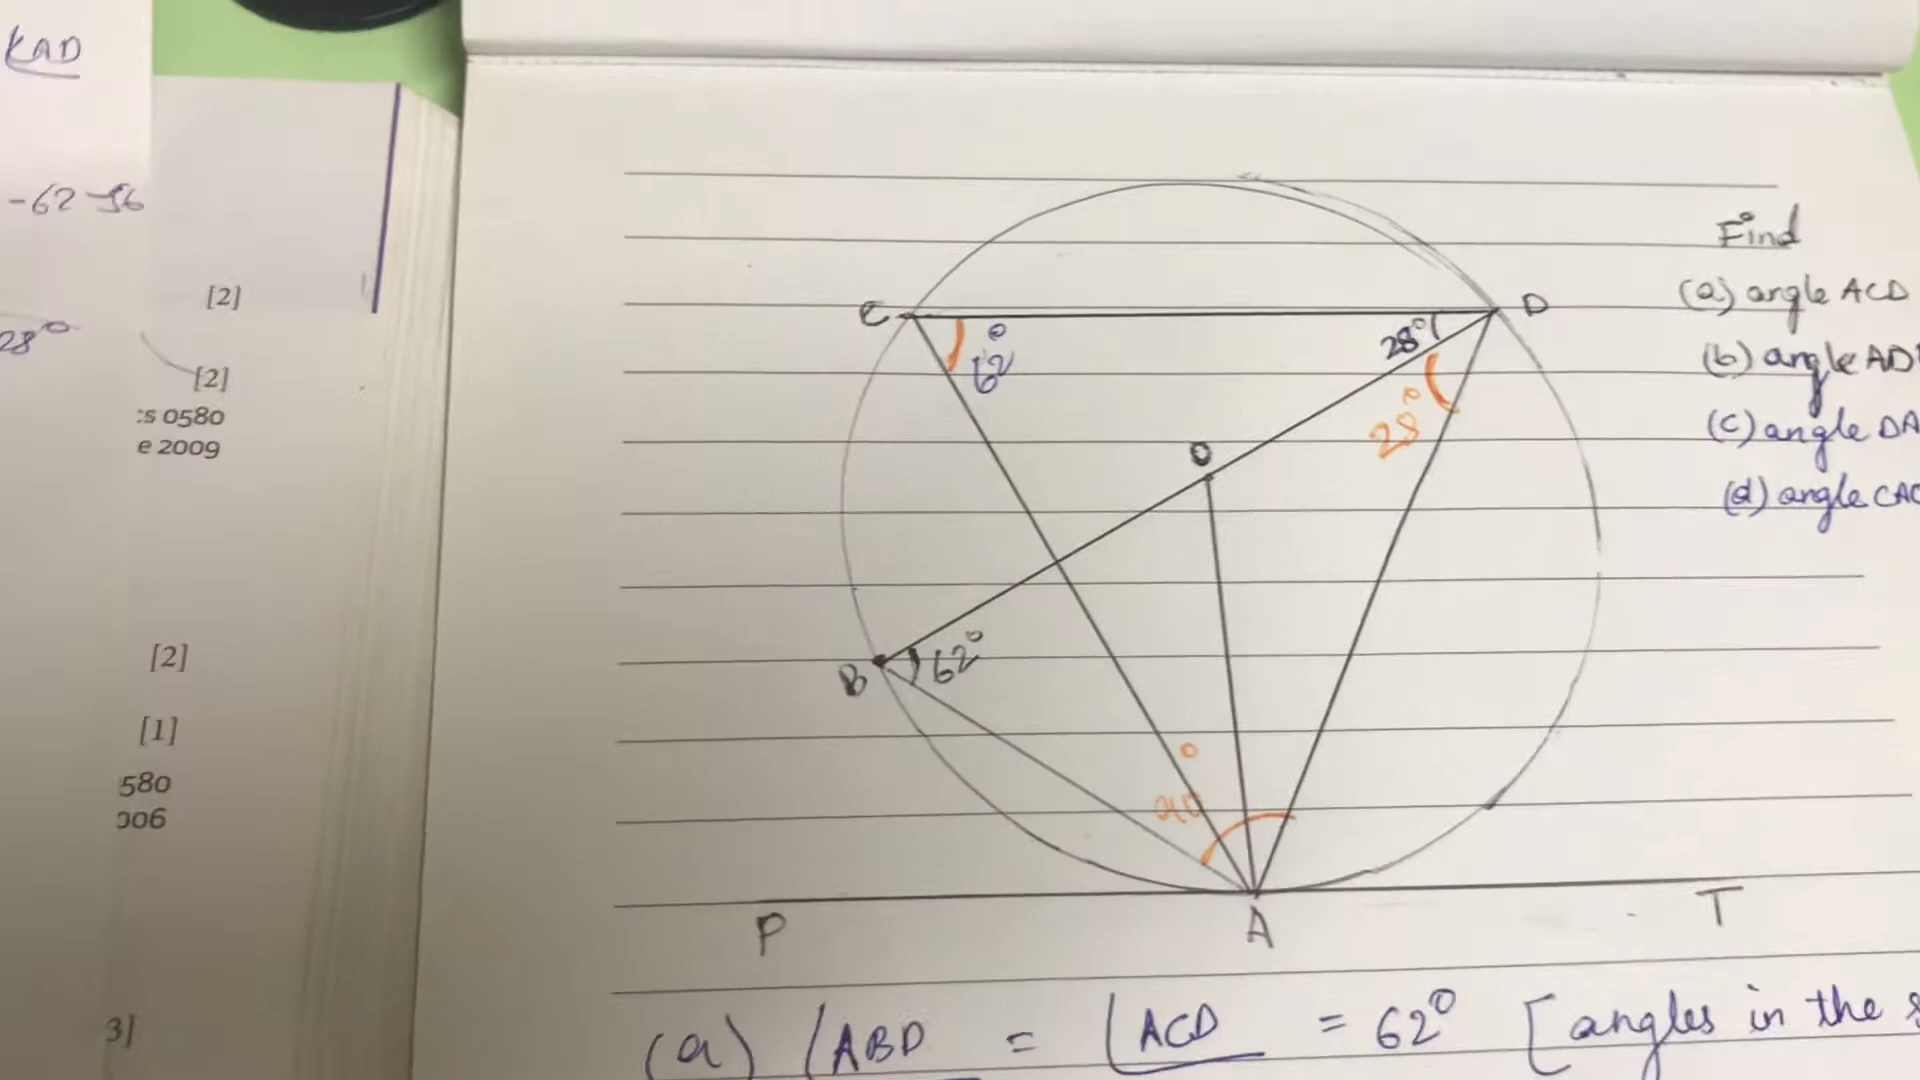 KAD
-62-56
28°
[2]
[2]
:s 0580
e 2009
[2]
[1]
580
006
3]
Find
(a) angle ACD
(b) angle AD
(c) angle DA
(d) angle CAO
C
D
62°
28°
28°
O
B
62°
90°
P
A
T
(a) ∠ABD = ∠ACD = 62° [angles in the s